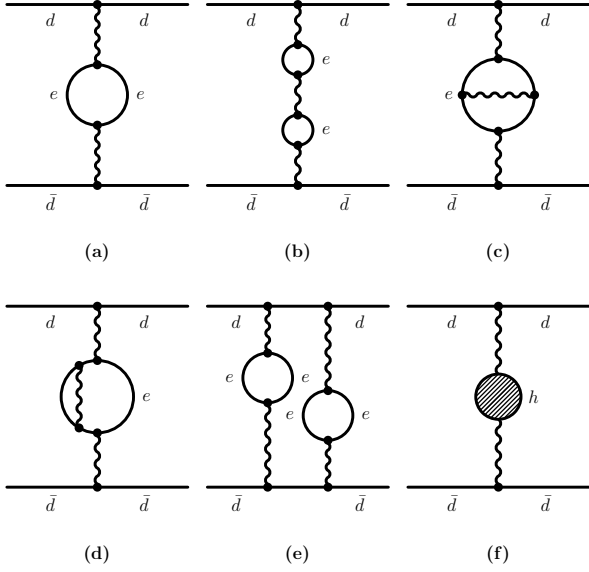 d d d d d d
e e e e e
d̄ d̄ d̄ d̄ d̄ d̄
(a) (b) (c)
d d d d d d
e e e e e h
d̄ d̄ d̄ d̄ d̄ d̄
(d) (e) (f)